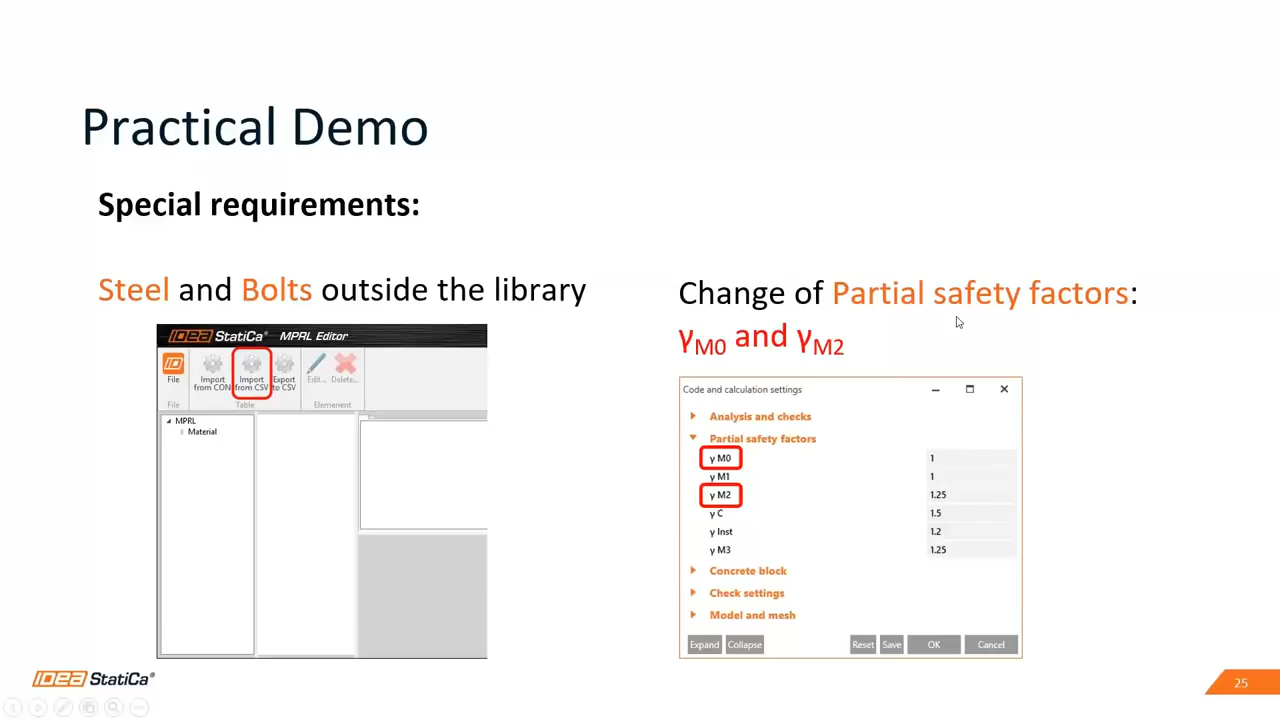 Practical Demo
Special requirements:
Steel and Bolts outside the library
IDEA StatiCa® MPRL Editor
File
Import from CON
Import from CSV
Export to CSV
Edit...
Delete...
File
Table
Elemenent
MPRL
Material
Change of Partial safety factors:
γM0 and γM2
Code and calculation settings
Analysis and checks
Partial safety factors
γ M0 1
γ M1 1
γ M2 1.25
γ C 1.5
γ Inst 1.2
γ M3 1.25
Concrete block
Check settings
Model and mesh
Expand Collapse Reset Save OK Cancel
IDEA StatiCa®
25